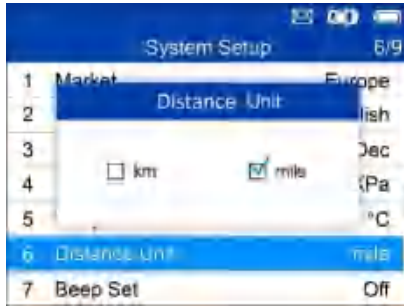 System Setup 6/9
1 Market Europe
Distance Unit
2 lish
3 Dec
km mile
4 KPa
5 °C
6 Distance Unit mile
7 Beep Set Off